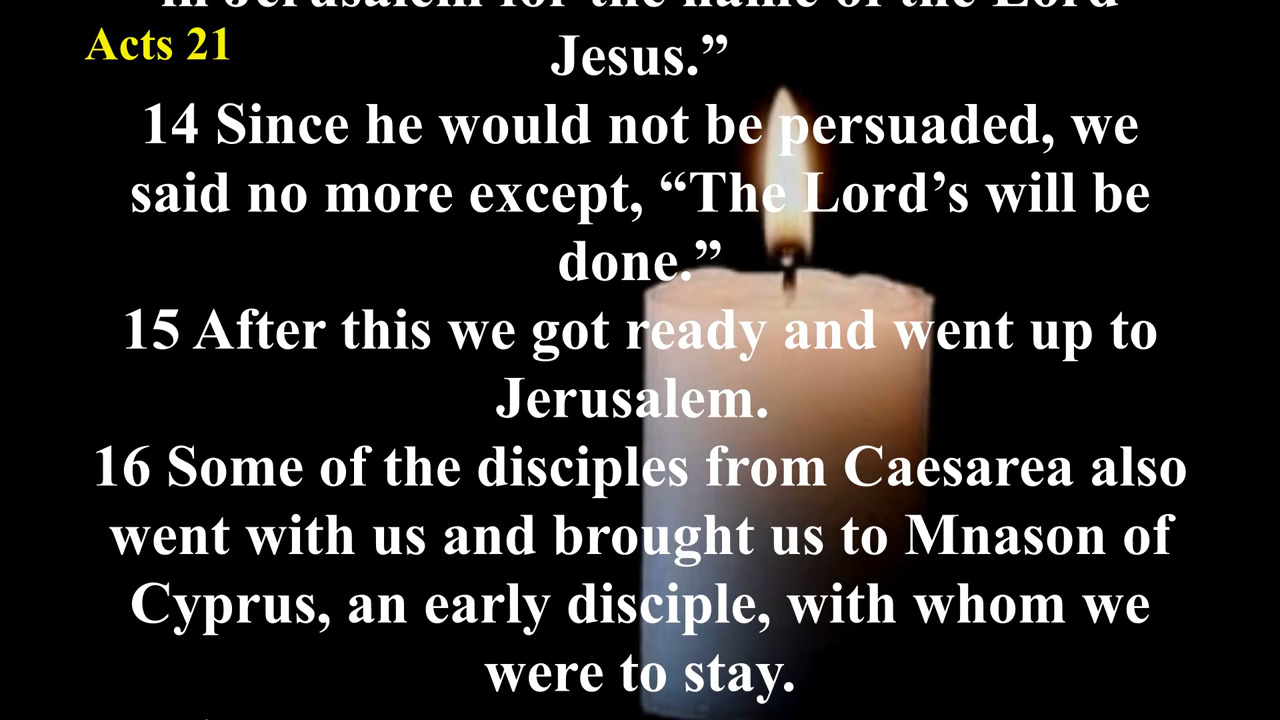 in Jerusalem for the name of the Lord
Acts 21
Jesus.”
14 Since he would not be persuaded, we
said no more except, “The Lord’s will be
done.”
15 After this we got ready and went up to
Jerusalem.
16 Some of the disciples from Caesarea also
went with us and brought us to Mnason of
Cyprus, an early disciple, with whom we
were to stay.